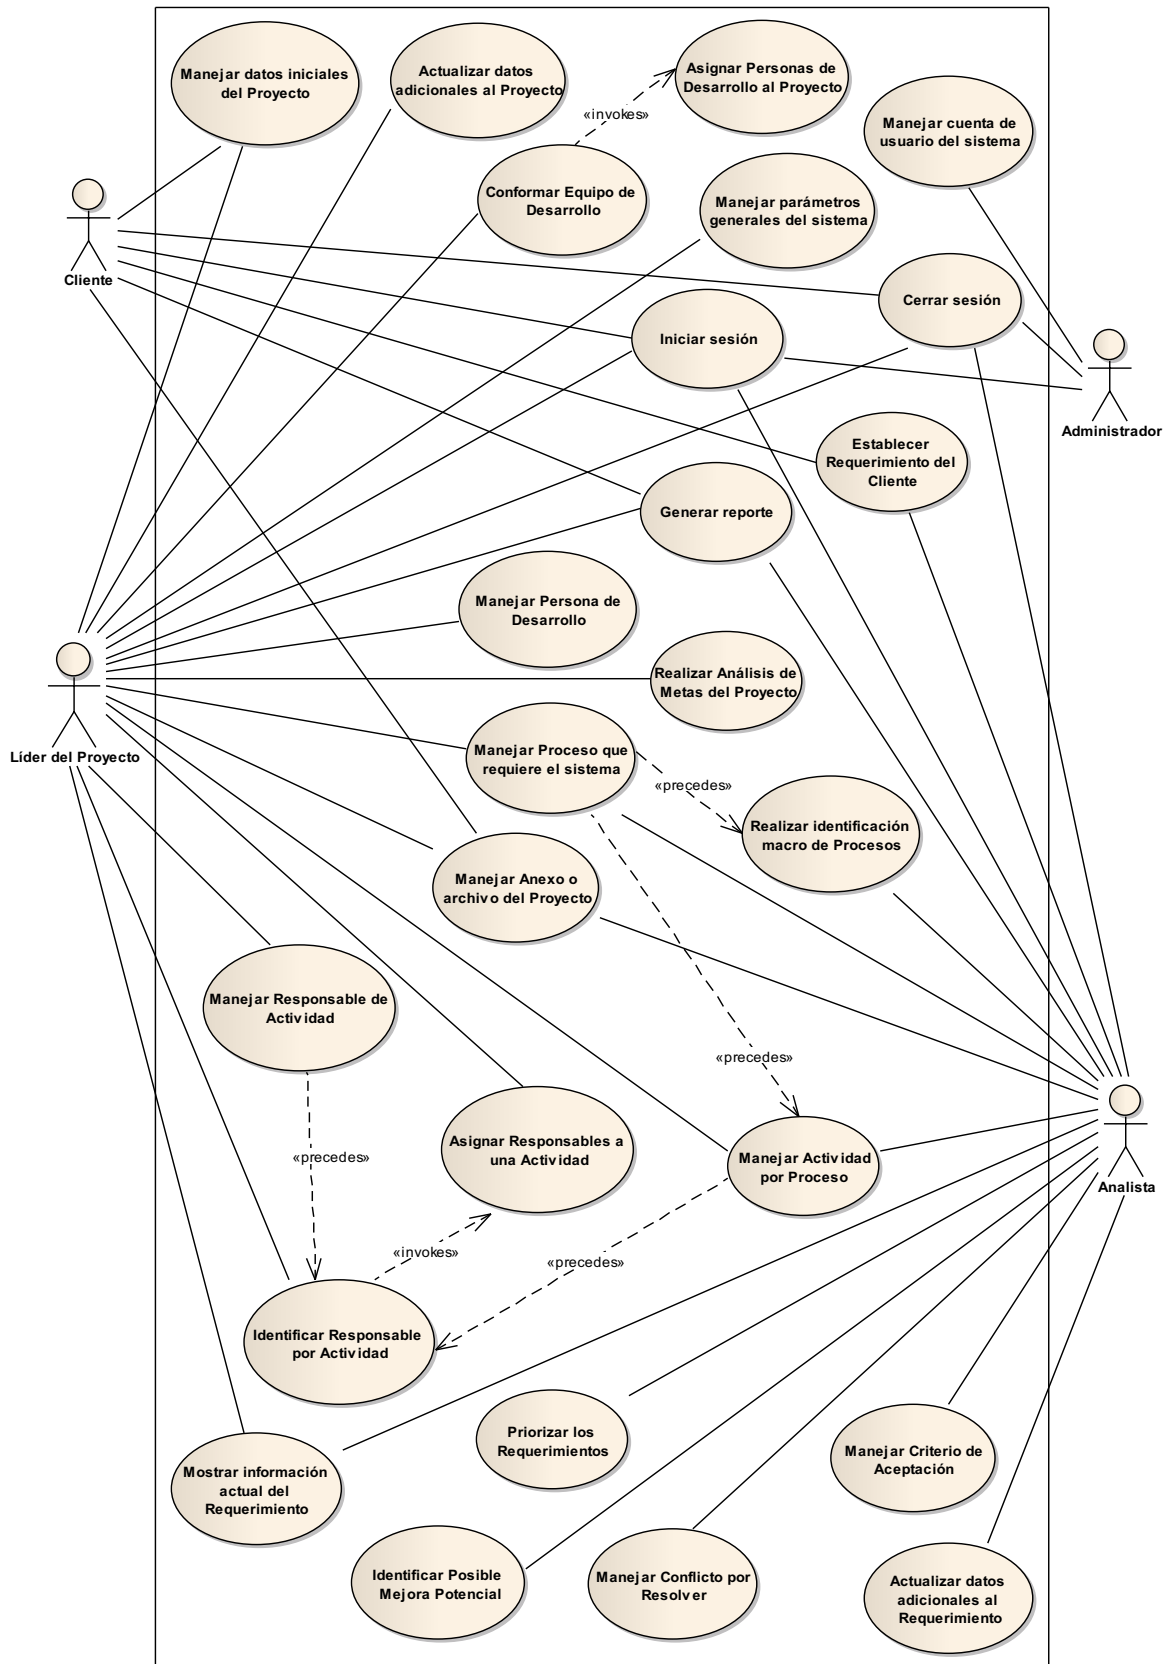 Manejar datos iniciales
del Proyecto
Actualizar datos
adicionales al Proyecto
Asignar Personas de
Desarrollo al Proyecto
«invokes»
Manejar cuenta de
usuario del sistema
Conformar Equipo de
Desarrollo
Manejar parámetros
generales del sistema
Cliente
Cerrar sesión
Iniciar sesión
Administrador
Establecer
Requerimiento del
Cliente
Generar reporte
Manejar Persona de
Desarrollo
Realizar Análisis de
Metas del Proyecto
Líder del Proyecto
Manejar Proceso que
requiere el sistema
«precedes»
Realizar identificación
macro de Procesos
Manejar Anexo o
archivo del Proyecto
Manejar Responsable de
Actividad
«precedes»
Asignar Responsables a
una Actividad
«precedes»
Manejar Actividad
por Proceso
Analista
«invokes»
«precedes»
Identificar Responsable
por Actividad
Priorizar los
Requerimientos
Manejar Criterio de
Aceptación
Mostrar información
actual del
Requerimiento
Identificar Posible
Mejora Potencial
Manejar Conflicto por
Resolver
Actualizar datos
adicionales al
Requerimiento